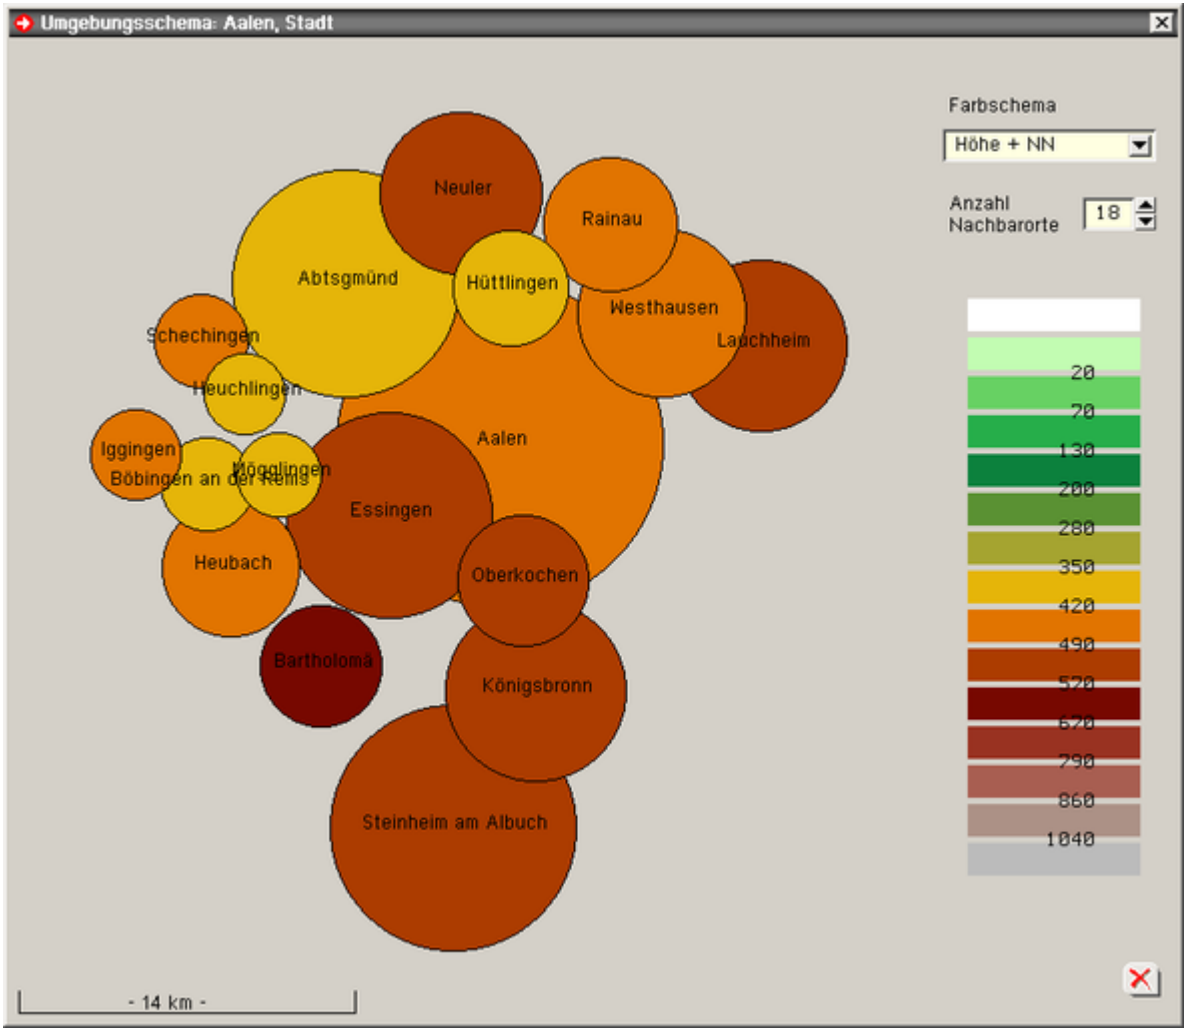 Umgebungsschema: Aalen, Stadt
Farbschema
Höhe + NN
Anzahl
Nachbarorte
18
Neuler
Rainau
Abtsgmünd
Hüttlingen
Westhausen
Lauchheim
Schechingen
Heuchlingen
Aalen
Iggingen
Mögglingen
Böbingen an der Rems
Essingen
Heubach
Oberkochen
Bartholomä
Königsbronn
Steinheim am Albuch
20
70
130
200
280
350
420
490
570
670
790
860
1040
- 14 km -